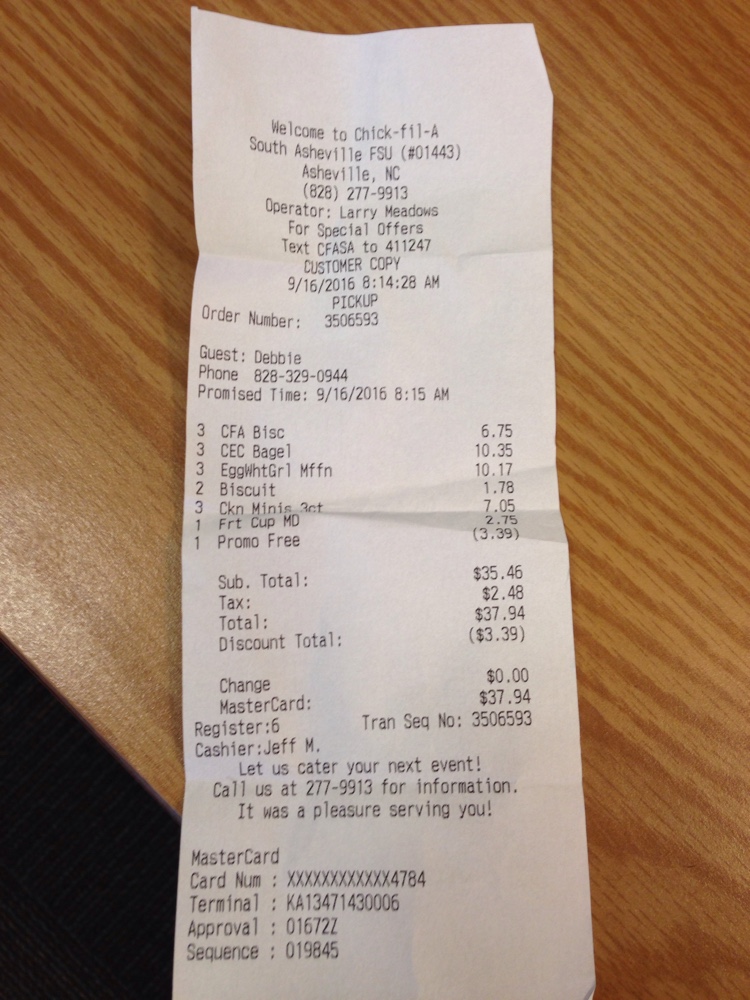 Welcome to Chick-fil-A
South Asheville FSU (#01443)
Asheville, NC
(828) 277-9913
Operator: Larry Meadows
For Special Offers
Text CFASA to 411247
CUSTOMER COPY
9/16/2016 8:14:28 AM
PICKUP
Order Number: 3506593
Guest: Debbie
Phone 828-329-0944
Promised Time: 9/16/2016 8:15 AM
3 CFA Bisc 6.75
3 CEC Bagel 10.35
3 EggWhtGrl Mffn 10.17
2 Biscuit 1.78
3 Ckn Minis 3ct 7.05
1 Frt Cup MD 2.75
1 Promo Free (3.39)
Sub. Total: $35.46
Tax: $2.48
Total: $37.94
Discount Total: ($3.39)
Change $0.00
MasterCard: $37.94
Register:6 Tran Seq No: 3506593
Cashier:Jeff M.
Let us cater your next event!
Call us at 277-9913 for information.
It was a pleasure serving you!
MasterCard
Card Num : XXXXXXXXXXXX4784
Terminal : KA13471430006
Approval : 01672Z
Sequence : 019845